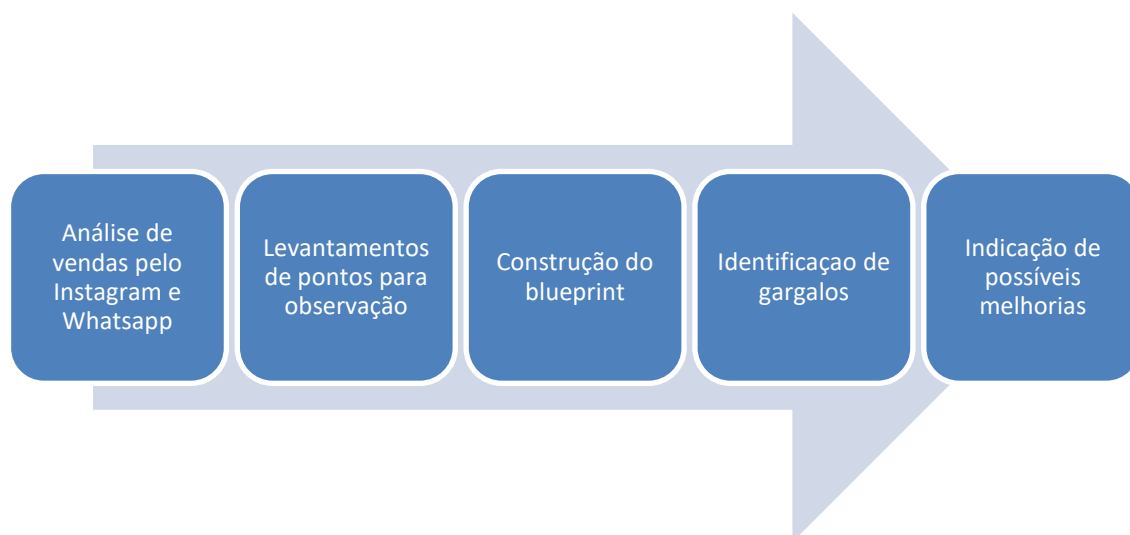 Análise de
vendas pelo
Instagram e
Whatsapp
Levantamentos
de pontos para
observação
Construção do
blueprint
Identificaçao de
gargalos
Indicação de
possíveis
melhorias